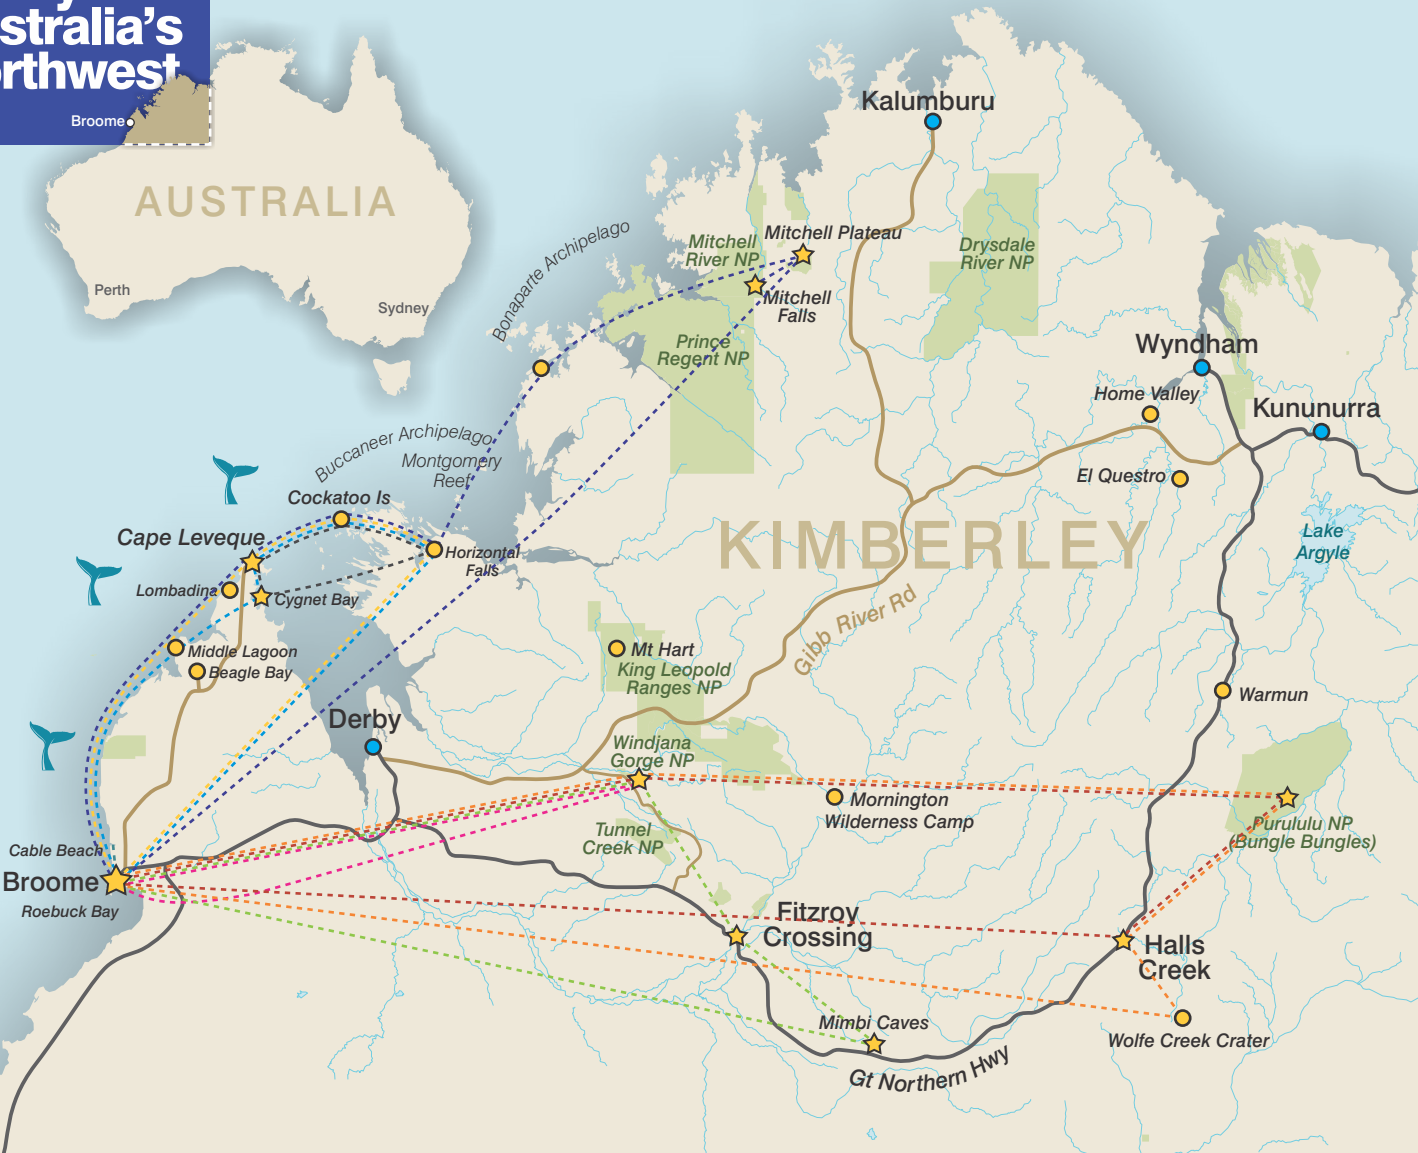 stralia's
rthwest
Broome
AUSTRALIA
Perth
Sydney
Kalumburu
Bonaparte Archipelago
Mitchell
River NP
Mitchell Plateau
Mitchell
Falls
Drysdale
River NP
Prince
Regent NP
Wyndham
Home Valley
Kununurra
El Questro
Buccaneer Archipelago
Montgomery
Reef
Cockatoo Is
Cape Leveque
Horizontal
Falls
KIMBERLEY
Lake
Argyle
Lombadina
Cygnet Bay
Gibb River Rd
Middle Lagoon
Beagle Bay
Mt Hart
King Leopold
Ranges NP
Warmun
Derby
Windjana
Gorge NP
Mornington
Wilderness Camp
Purululu NP
(Bungle Bungles)
Tunnel
Creek NP
Cable Beach
Broome
Roebuck Bay
Fitzroy
Crossing
Halls
Creek
Mimbi Caves
Wolfe Creek Crater
Gt Northern Hwy